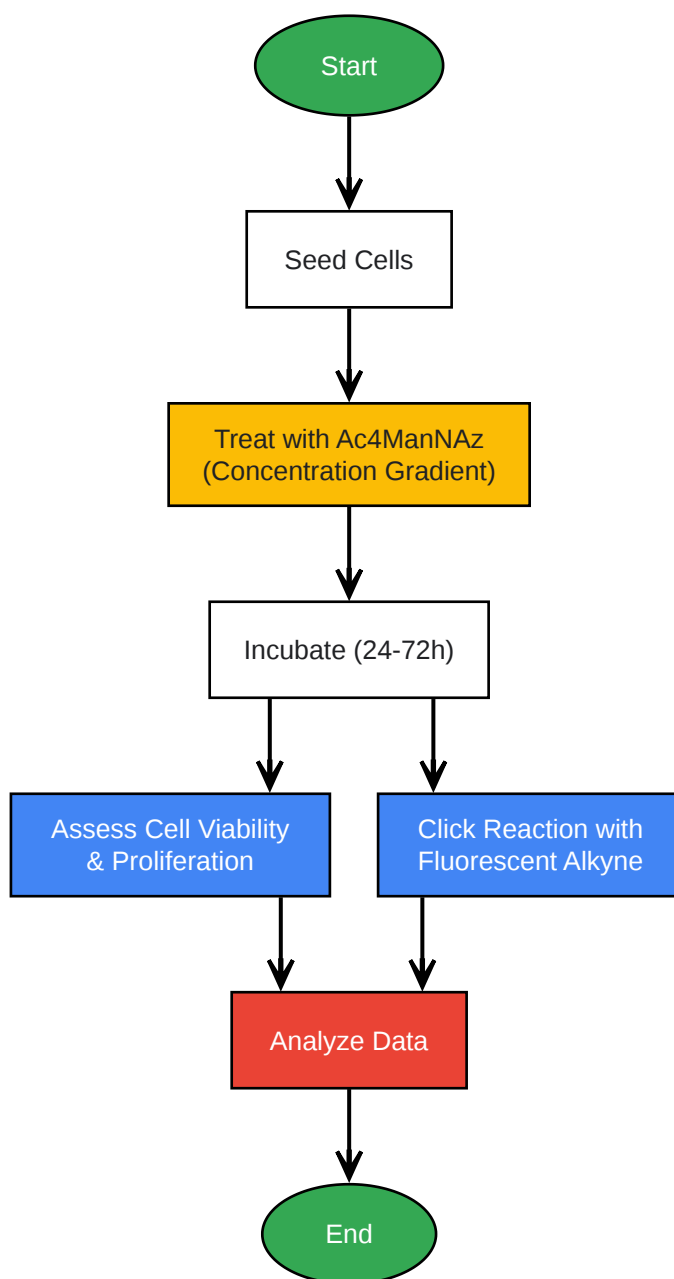 Start
Seed Cells
Treat with Ac4ManNAz
(Concentration Gradient)
Incubate (24-72h)
Assess Cell Viability
& Proliferation
Click Reaction with
Fluorescent Alkyne
Analyze Data
End